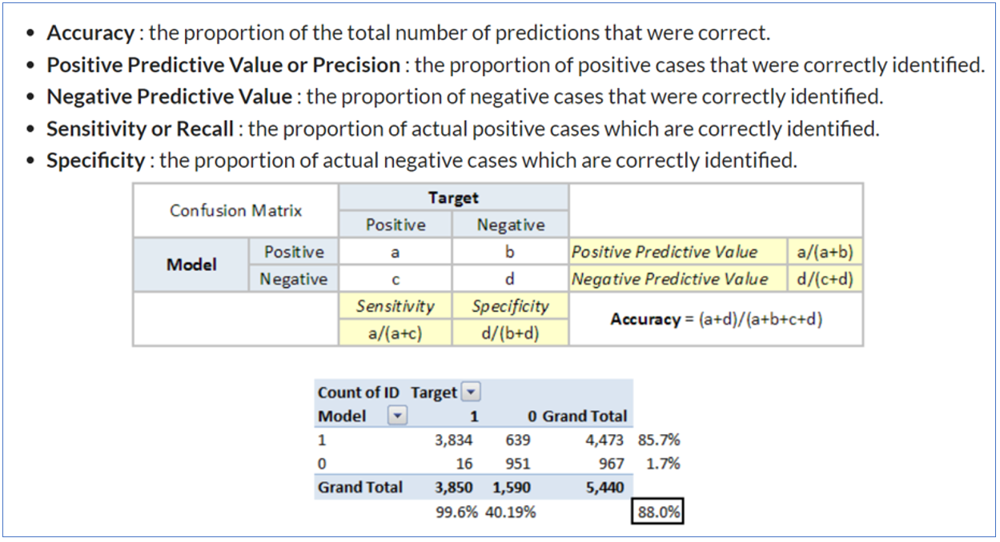 • Accuracy : the proportion of the total number of predictions that were correct.
• Positive Predictive Value or Precision : the proportion of positive cases that were correctly identified.
• Negative Predictive Value : the proportion of negative cases that were correctly identified.
• Sensitivity or Recall : the proportion of actual positive cases which are correctly identified.
• Specificity : the proportion of actual negative cases which are correctly identified.
Confusion Matrix Target
Positive Negative
Model Positive a b Positive Predictive Value a/(a+b)
Negative c d Negative Predictive Value d/(c+d)
Sensitivity Specificity Accuracy = (a+d)/(a+b+c+d)
a/(a+c) d/(b+d)
Count of ID Target
Model 1 0 Grand Total
1 3,834 639 4,473 85.7%
0 16 951 967 1.7%
Grand Total 3,850 1,590 5,440
99.6% 40.19% 88.0%